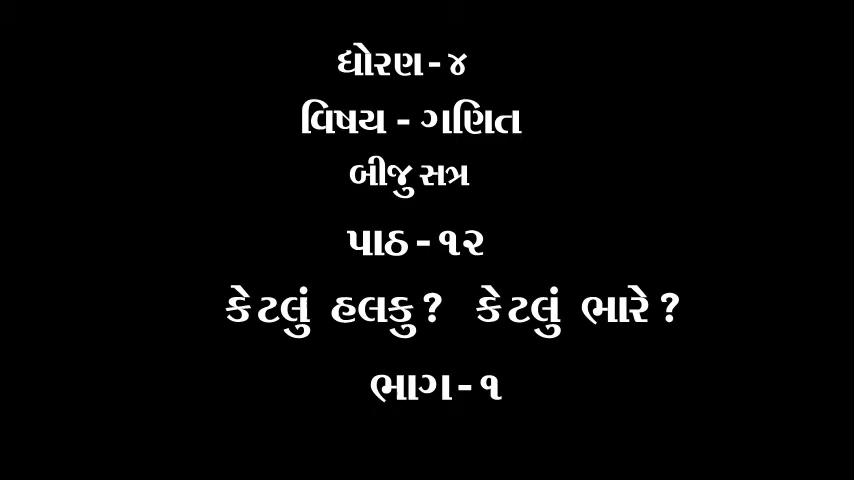 ધોરણ - ૪
વિષય - ગણિત
બીજુ સત્ર
પાઠ - ૧૨
કેટલું હલકુ ? કેટલું ભારે ?
ભાગ - ૧